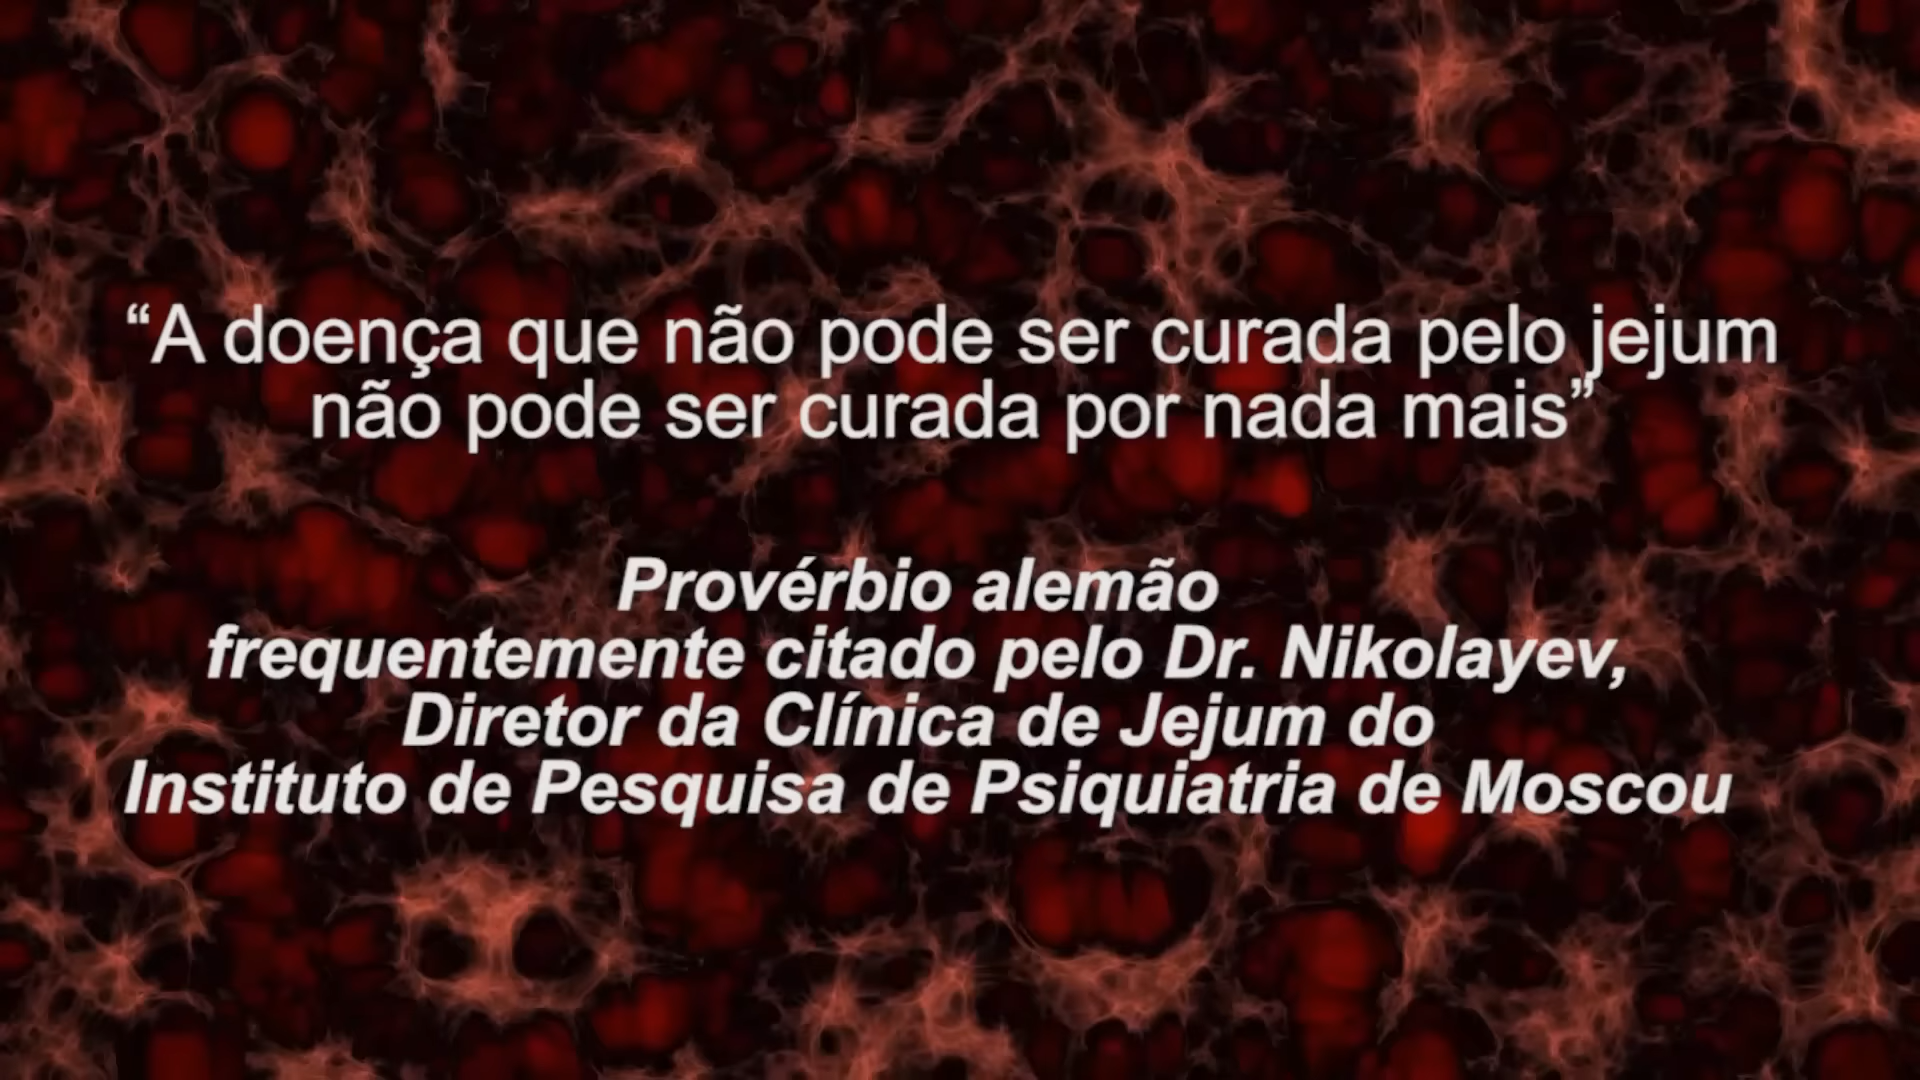 “A doença que não pode ser curada pelo jejum
não pode ser curada por nada mais”
Provérbio alemão
frequentemente citado pelo Dr. Nikolayev,
Diretor da Clínica de Jejum do
Instituto de Pesquisa de Psiquiatria de Moscou